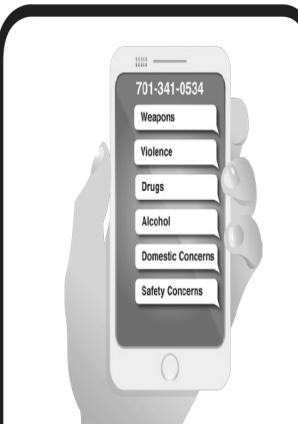 701-341-0534
Weapons
Violence
Drugs
Alcohol
Domestic Concerns
Safety Concerns